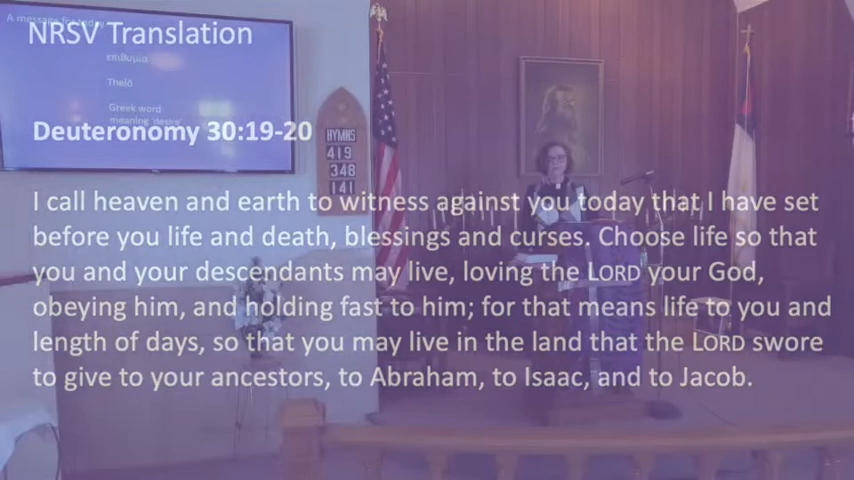 A message for today
NRSV Translation
επιθυμία
Thelō
Greek word
meaning 'desire'
Deuteronomy 30:19-20
HYMNS
419
348
141
I call heaven and earth to witness against you today that I have set
before you life and death, blessings and curses. Choose life so that
you and your descendants may live, loving the LORD your God,
obeying him, and holding fast to him; for that means life to you and
length of days, so that you may live in the land that the LORD swore
to give to your ancestors, to Abraham, to Isaac, and to Jacob.